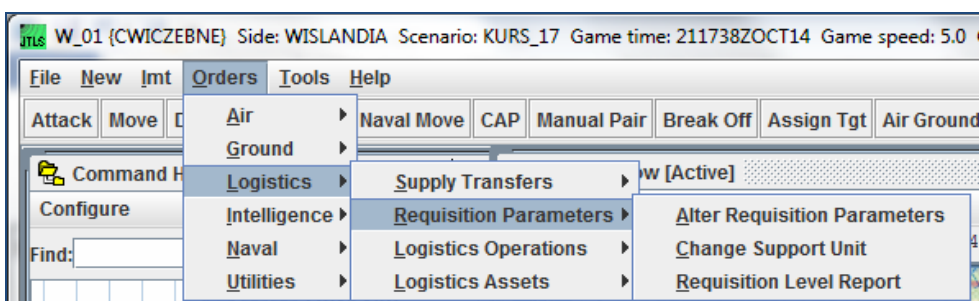 JTLS W_01 {CWICZEBNE} Side: WISLANDIA Scenario: KURS_17 Game time: 211738ZOCT14 Game speed: 5.0
File New Imt Orders Tools Help
Attack Move Naval Move CAP Manual Pair Break Off Assign Tgt Air Ground
Air
Ground
Command
Logistics Supply Transfers [Active]
Configure Intelligence Requisition Parameters Alter Requisition Parameters
Find: Naval Logistics Operations Change Support Unit
Utilities Logistics Assets Requisition Level Report